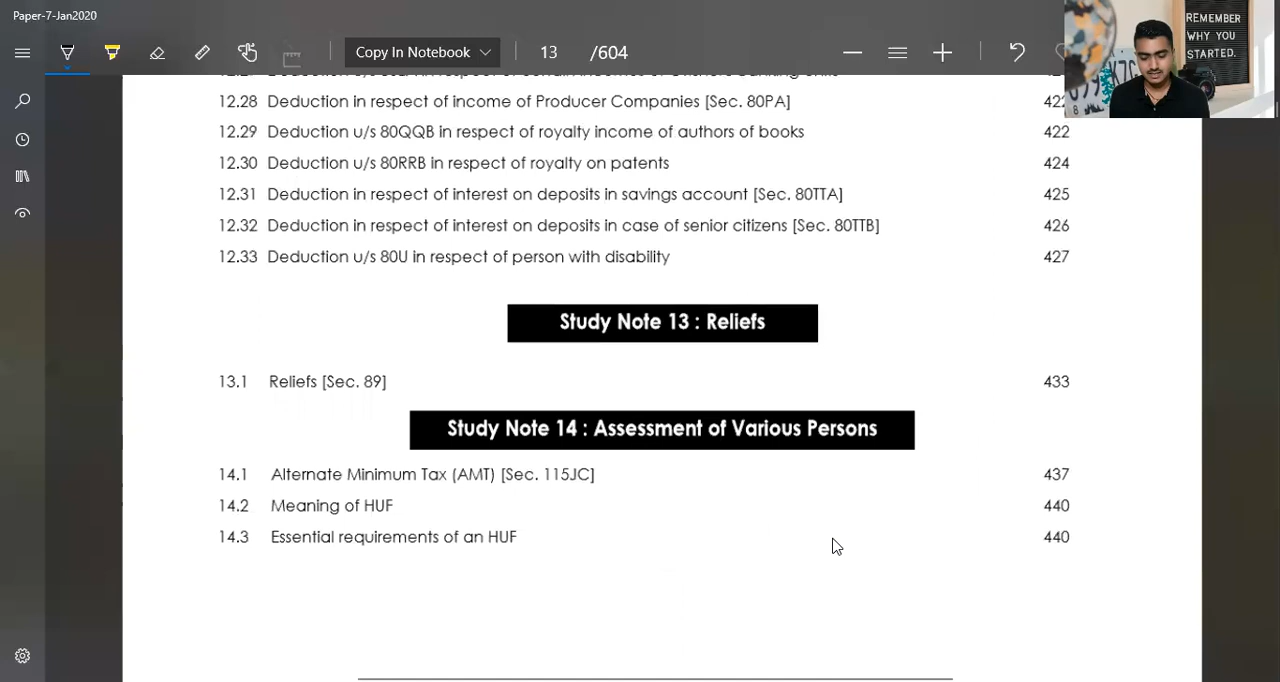 Paper-7-Jan2020
Copy In Notebook
13 /604
REMEMBER
WHY YOU
STARTED.
12.28 Deduction in respect of income of Producer Companies [Sec. 80PA] 422
12.29 Deduction u/s 80QQB in respect of royalty income of authors of books 422
12.30 Deduction u/s 80RRB in respect of royalty on patents 424
12.31 Deduction in respect of interest on deposits in savings account [Sec. 80TTA] 425
12.32 Deduction in respect of interest on deposits in case of senior citizens [Sec. 80TTB] 426
12.33 Deduction u/s 80U in respect of person with disability 427
Study Note 13 : Reliefs
13.1 Reliefs [Sec. 89] 433
Study Note 14 : Assessment of Various Persons
14.1 Alternate Minimum Tax (AMT) [Sec. 115JC] 437
14.2 Meaning of HUF 440
14.3 Essential requirements of an HUF 440